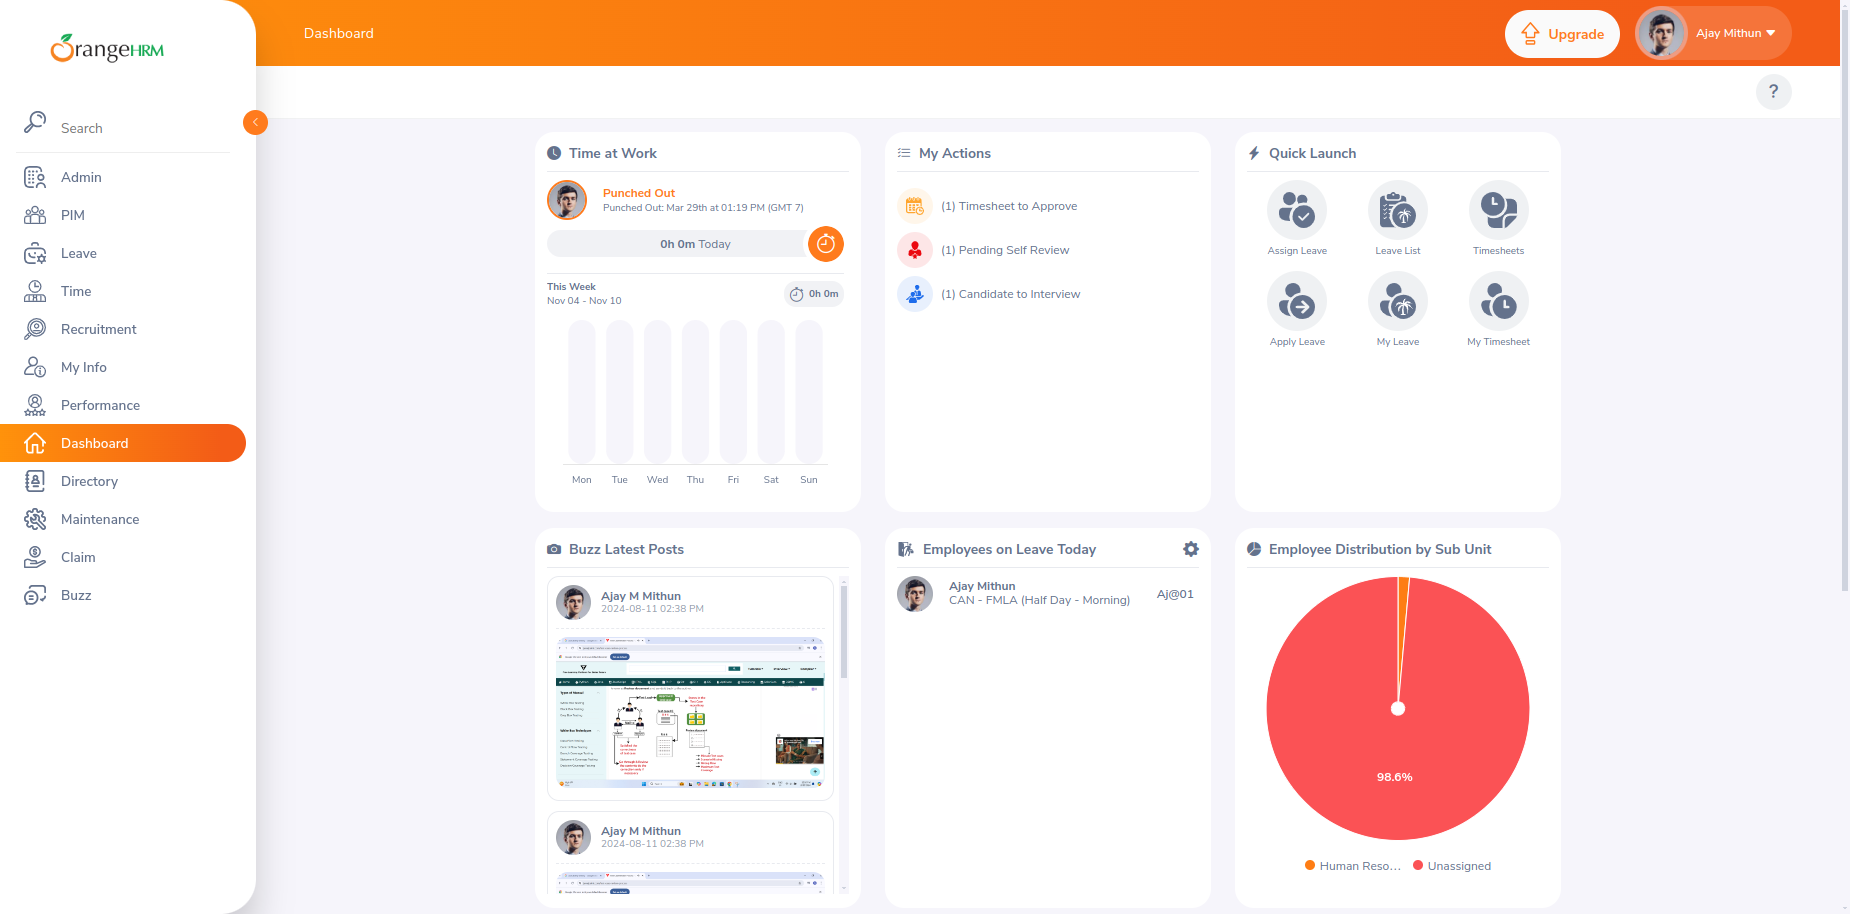 OrangeHRM
Dashboard
Upgrade
Ajay Mithun
?
Search
Admin
PIM
Leave
Time
Recruitment
My Info
Performance
Dashboard
Directory
Maintenance
Claim
Buzz
Time at Work
Punched Out
Punched Out: Mar 29th at 01:19 PM (GMT 7)
0h 0m Today
This Week
Nov 04 - Nov 10
0h 0m
Mon Tue Wed Thu Fri Sat Sun
My Actions
(1) Timesheet to Approve
(1) Pending Self Review
(1) Candidate to Interview
Quick Launch
Assign Leave Leave List Timesheets
Apply Leave My Leave My Timesheet
Buzz Latest Posts
Ajay M Mithun
2024-08-11 02:38 PM
Ajay M Mithun
2024-08-11 02:38 PM
Employees on Leave Today
Ajay Mithun
CAN - FMLA (Half Day - Morning)
Aj@01
Employee Distribution by Sub Unit
98.6%
Human Reso... Unassigned